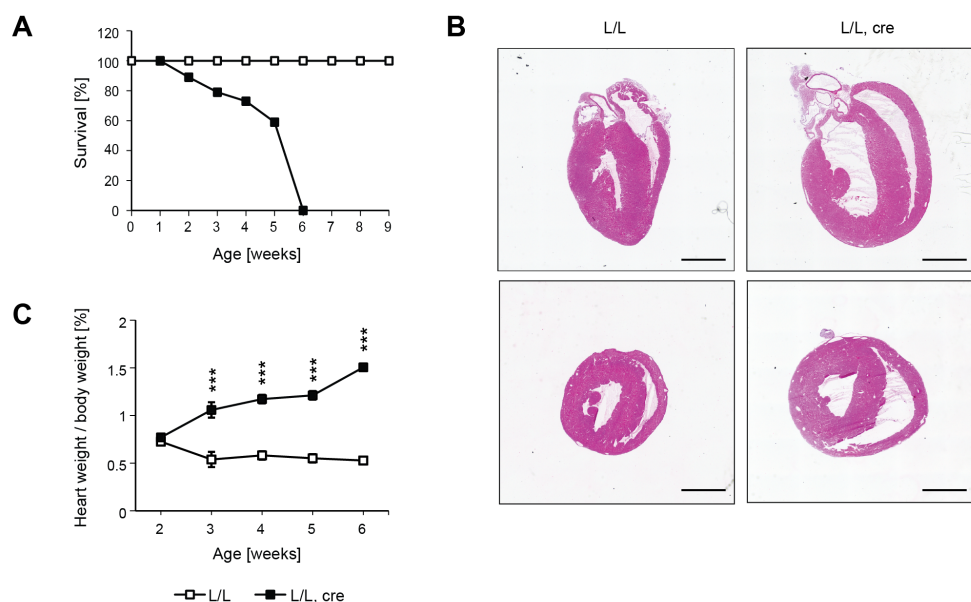 A
120
100
80
60
40
20
0
Survival [%]
0 1 2 3 4 5 6 7 8 9
Age [weeks]
B
L/L
L/L, cre
C
2
1.5
1
0.5
0
Heart weight / body weight [%]
***
***
***
***
2 3 4 5 6
Age [weeks]
L/L
L/L, cre